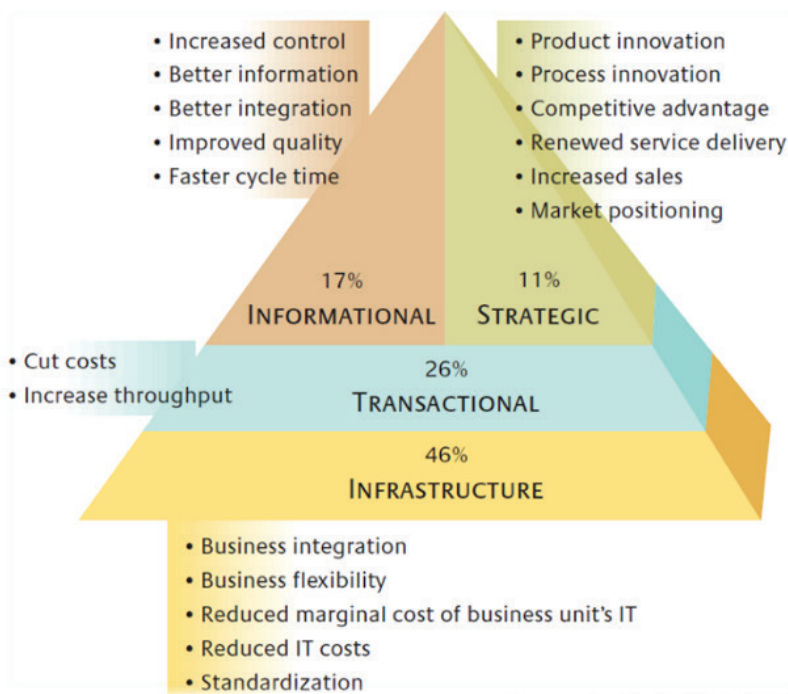 • Increased control
• Better information
• Better integration
• Improved quality
• Faster cycle time
• Product innovation
• Process innovation
• Competitive advantage
• Renewed service delivery
• Increased sales
• Market positioning
17%
INFORMATIONAL
11%
STRATEGIC
• Cut costs
• Increase throughput
26%
TRANSACTIONAL
46%
INFRASTRUCTURE
• Business integration
• Business flexibility
• Reduced marginal cost of business unit's IT
• Reduced IT costs
• Standardization